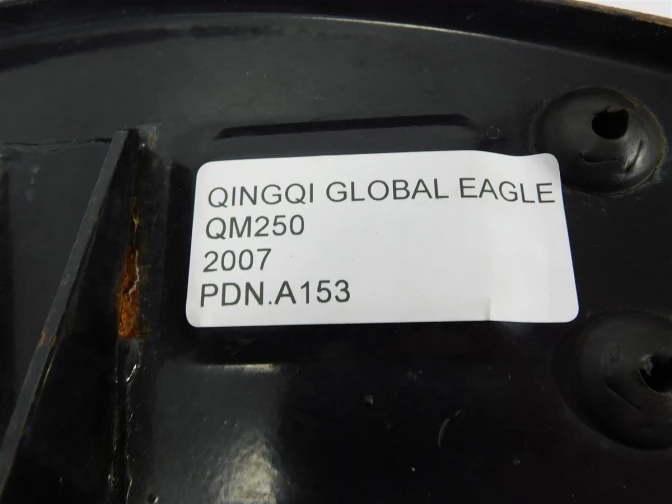 QINGQI GLOBAL EAGLE
QM250
2007
PDN.A153